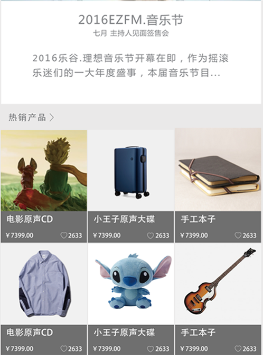 2016EZFM.音乐节
七月 主持人见面签售会
2016乐谷.理想音乐节开幕在即，作为摇滚
乐迷们的一大年度盛事，本届音乐节目...
热销产品 >
电影原声CD
¥7399.00 ♡2633
小王子原声大碟
¥7399.00 ♡2633
手工本子
¥7399.00 ♡2633
电影原声CD
¥7399.00 ♡2633
小王子原声大碟
¥7399.00 ♡2633
手工本子
¥7399.00 ♡2633